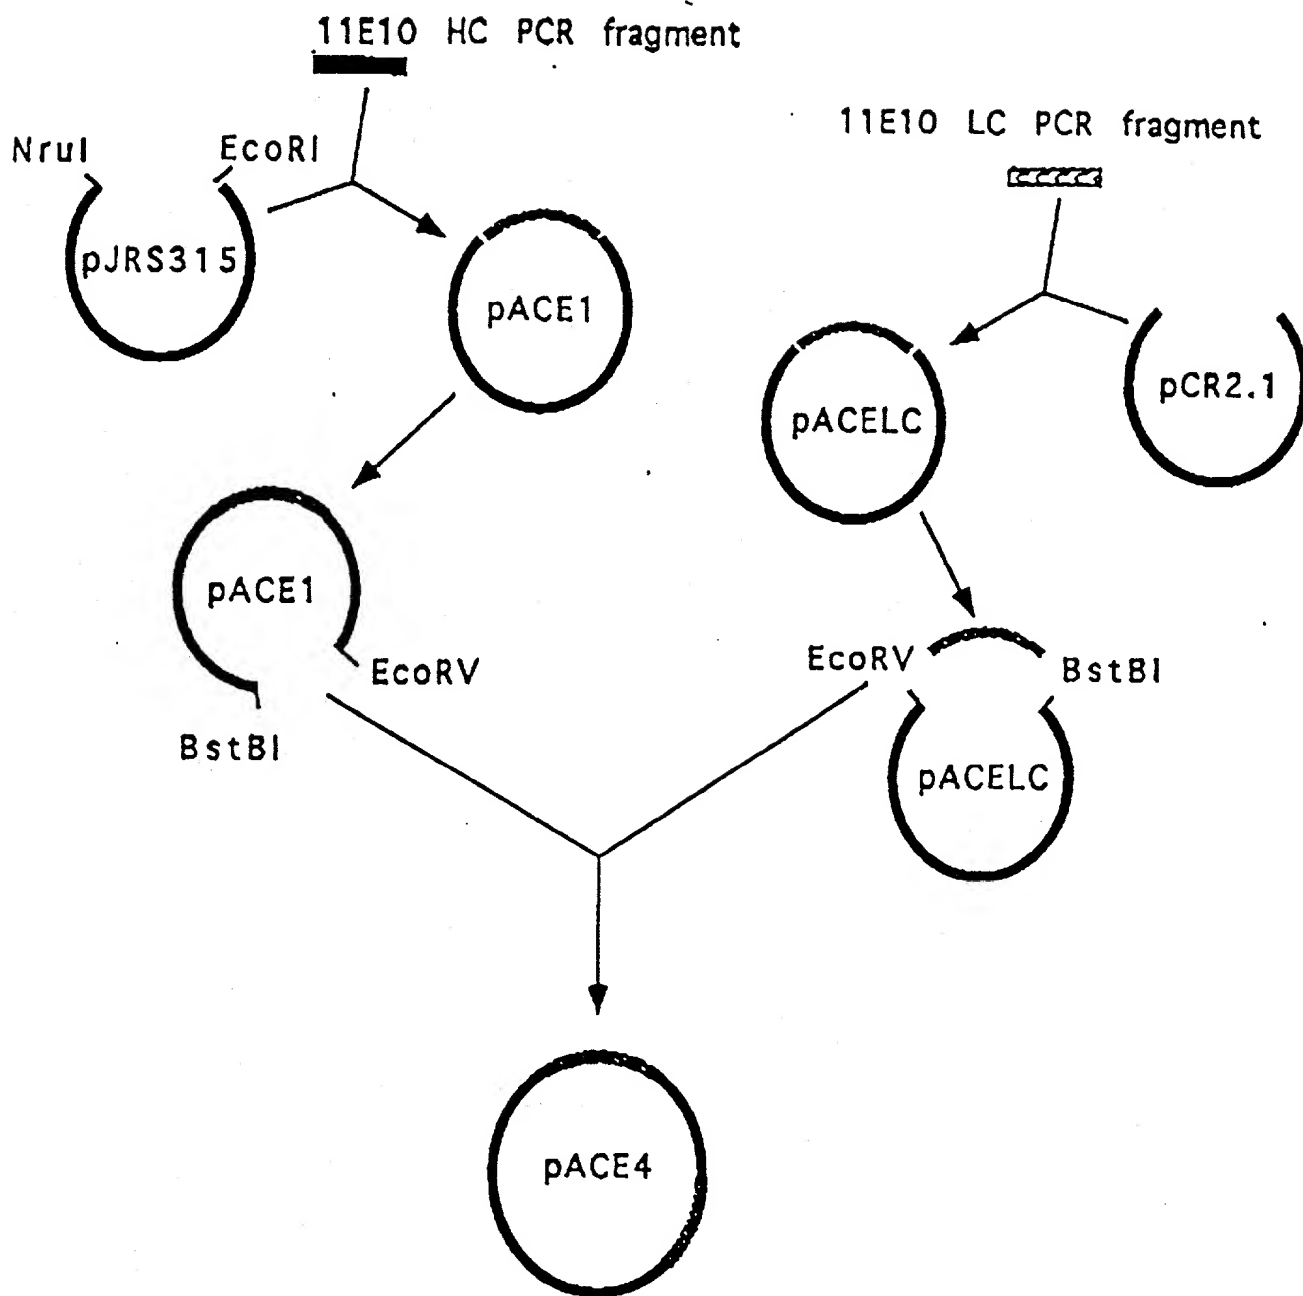 11E10 HC PCR fragment
11E10 LC PCR fragment
NruI
EcoRI
pJRS315
pACE1
pACELC
pCR2.1
pACE1
EcoRV
BstBI
EcoRV
BstBI
pACELC
pACE4